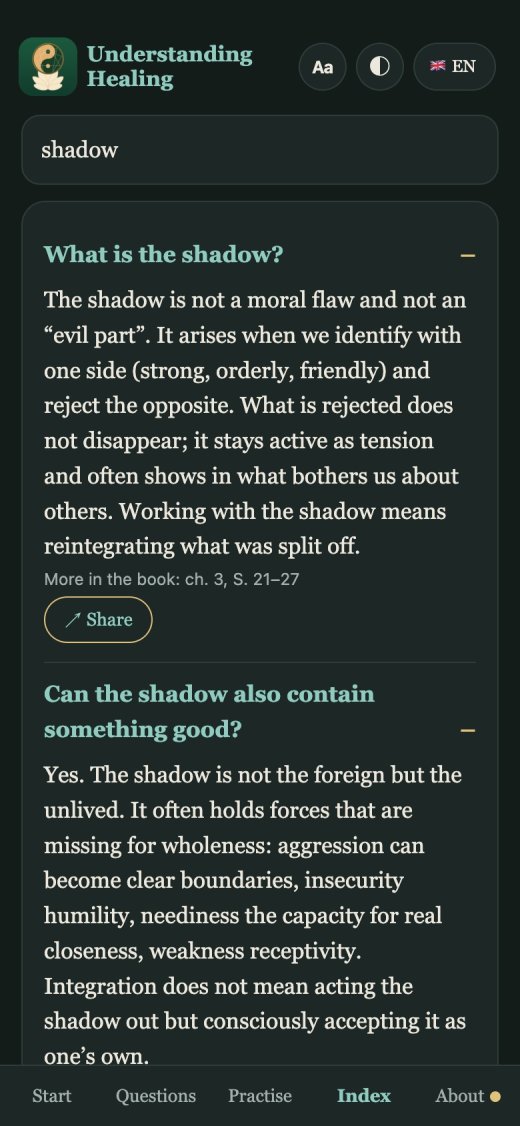 Understanding
Healing
Aa
EN
shadow
What is the shadow?
The shadow is not a moral flaw and not an
“evil part”. It arises when we identify with
one side (strong, orderly, friendly) and
reject the opposite. What is rejected does
not disappear; it stays active as tension
and often shows in what bothers us about
others. Working with the shadow means
reintegrating what was split off.
More in the book: ch. 3, S. 21–27
↗ Share
Can the shadow also contain
something good?
Yes. The shadow is not the foreign but the
unlived. It often holds forces that are
missing for wholeness: aggression can
become clear boundaries, insecurity
humility, neediness the capacity for real
closeness, weakness receptivity.
Integration does not mean acting the
shadow out but consciously accepting it as
one’s own.
Start Questions Practise Index About